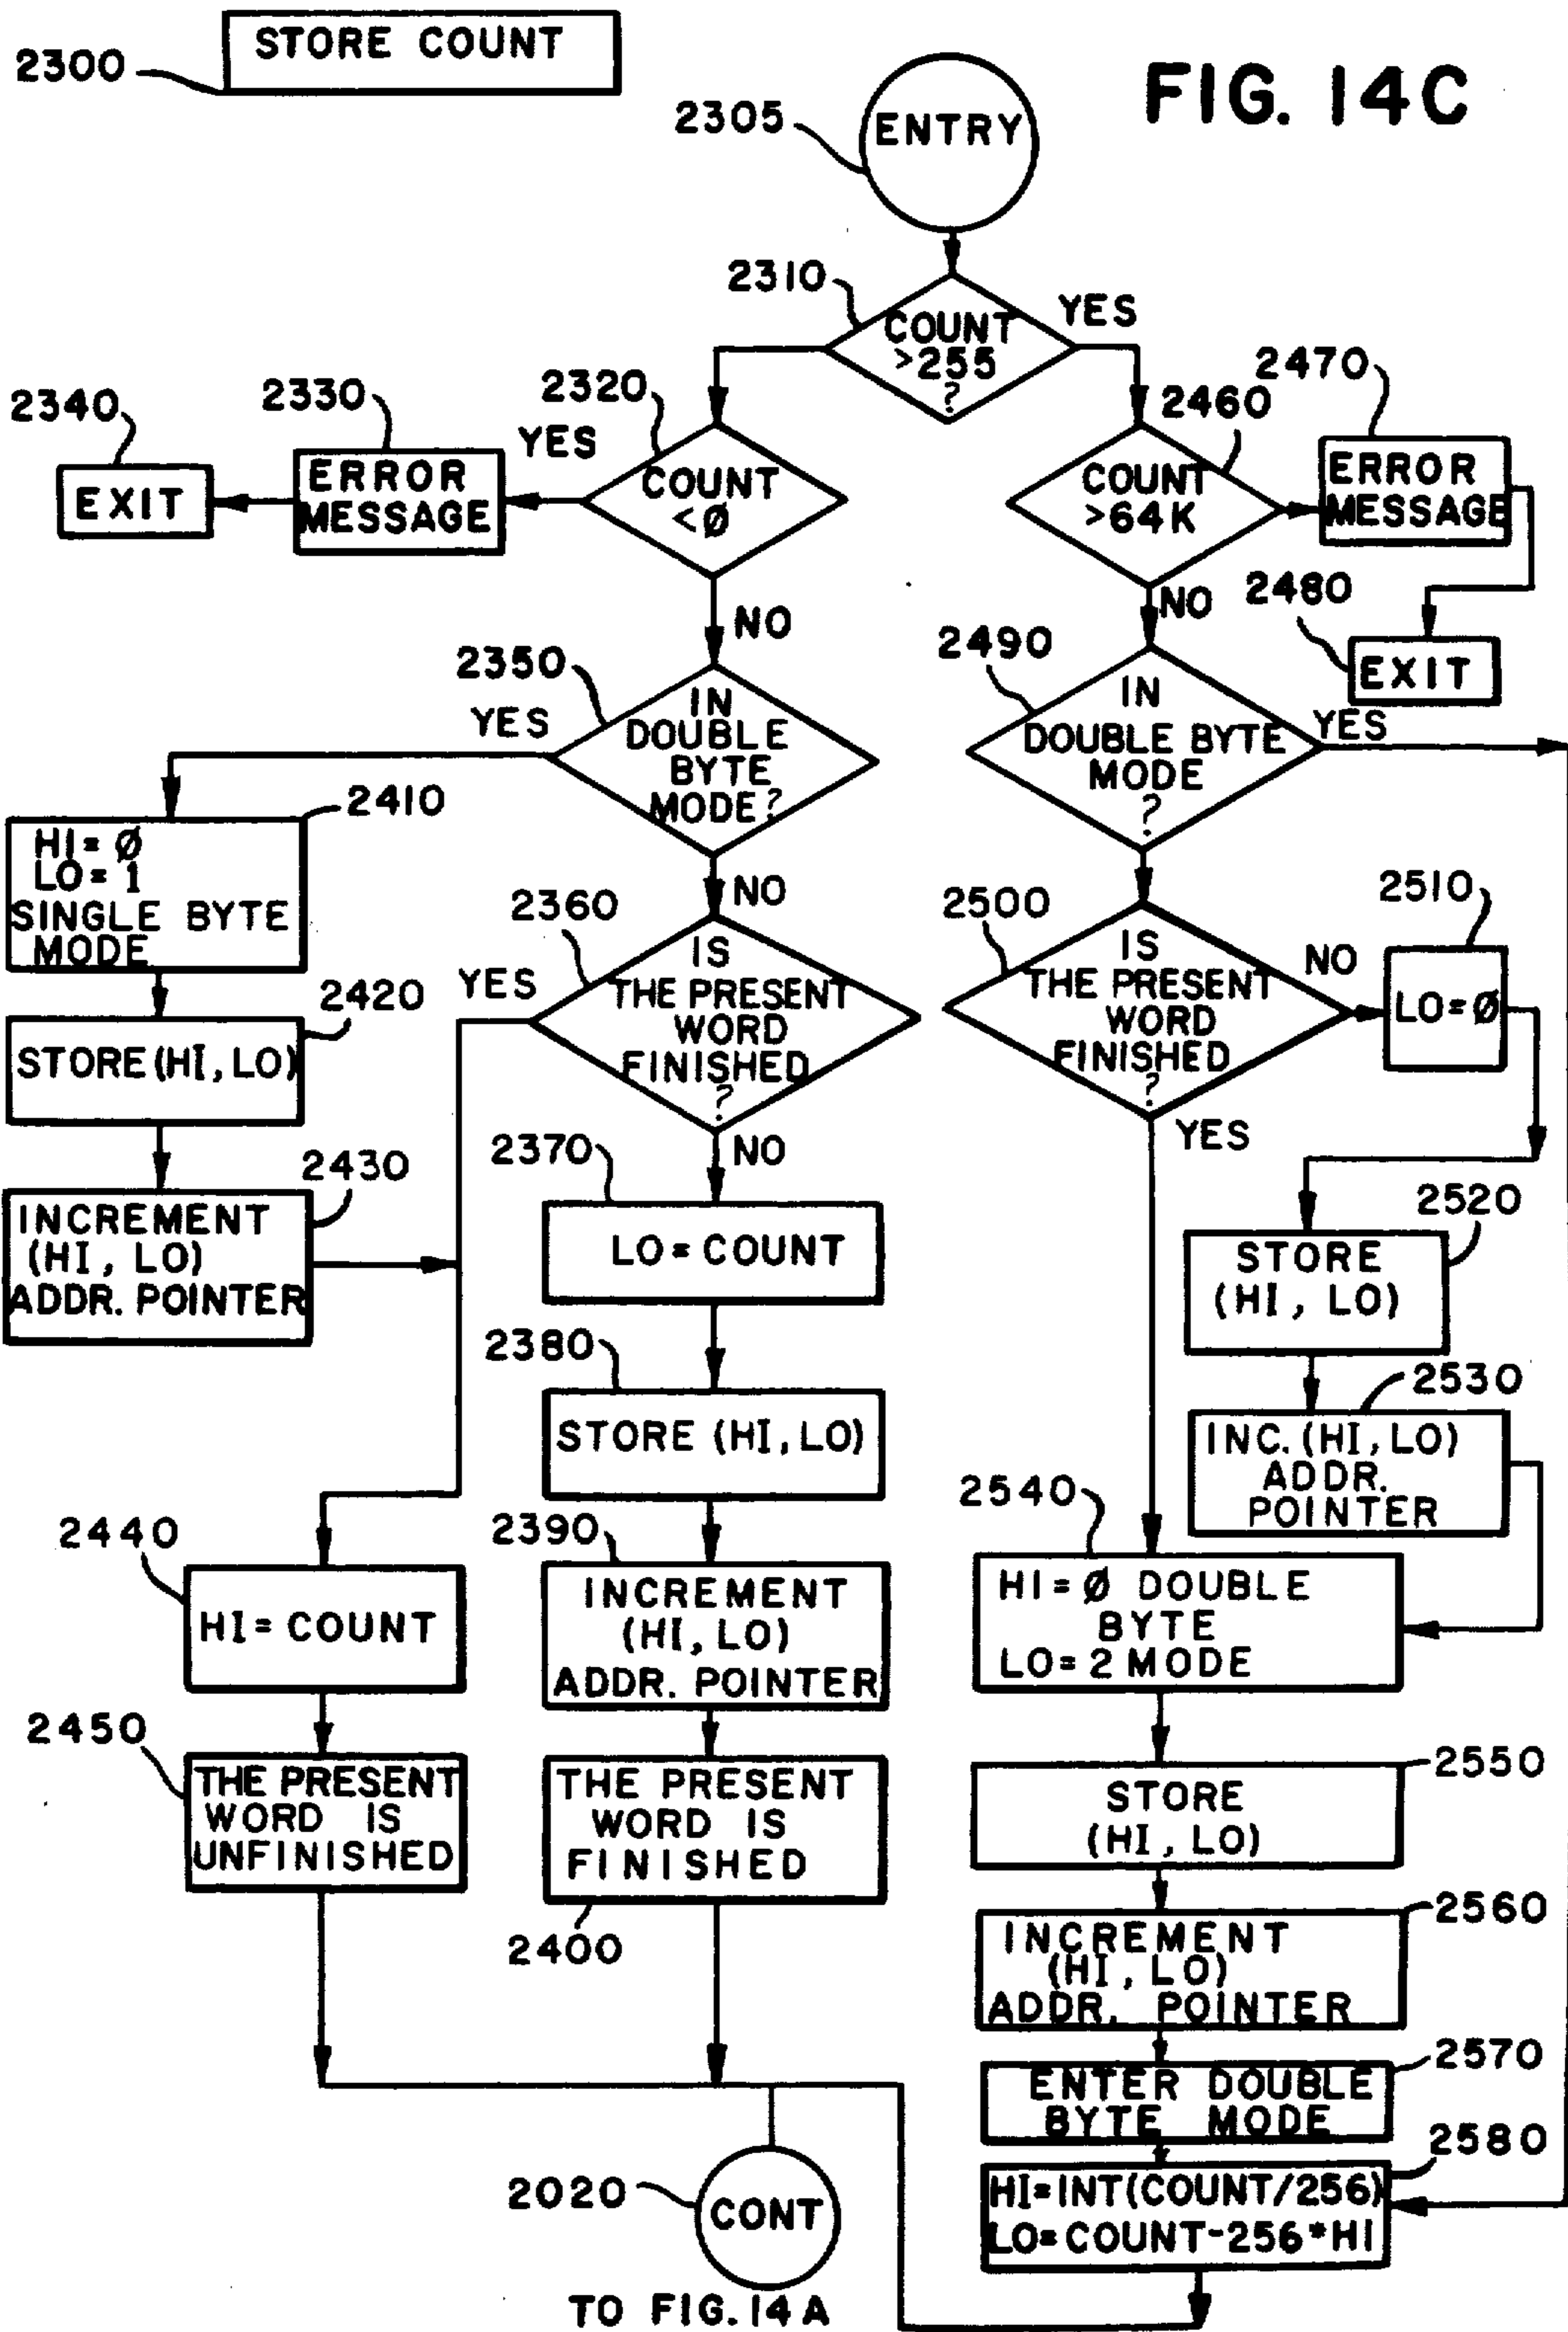 STORE COUNT
2300
FIG. 14C
2305
ENTRY
2310
COUNT
>255
?
YES
2320
COUNT
<Ø
YES
2330
ERROR
MESSAGE
2340
EXIT
NO
2460
COUNT
>64K
2470
ERROR
MESSAGE
2480
EXIT
NO
2350
IN
DOUBLE
BYTE
MODE?
YES
NO
2490
IN
DOUBLE BYTE
MODE
?
YES
2410
HI=Ø
LO=1
SINGLE BYTE
MODE
2420
STORE(HI,LO)
2430
INCREMENT
(HI, LO)
ADDR. POINTER
2360
IS
THE PRESENT
WORD
FINISHED
?
YES
NO
2500
IS
THE PRESENT
WORD
FINISHED
?
NO
YES
2510
LO=Ø
2520
STORE
(HI, LO)
2530
INC.(HI,LO)
ADDR.
POINTER
2370
LO=COUNT
2380
STORE (HI,LO)
2390
INCREMENT
(HI,LO)
ADDR. POINTER
THE PRESENT
WORD IS
FINISHED
2400
2440
HI=COUNT
2450
THE PRESENT
WORD IS
UNFINISHED
2540
HI=Ø DOUBLE
BYTE
LO=2 MODE
2550
STORE
(HI, LO)
2560
INCREMENT
(HI, LO)
ADDR. POINTER
2570
ENTER DOUBLE
BYTE MODE
2580
HI=INT(COUNT/256)
LO=COUNT-256*HI
2020
CONT
TO FIG.14A